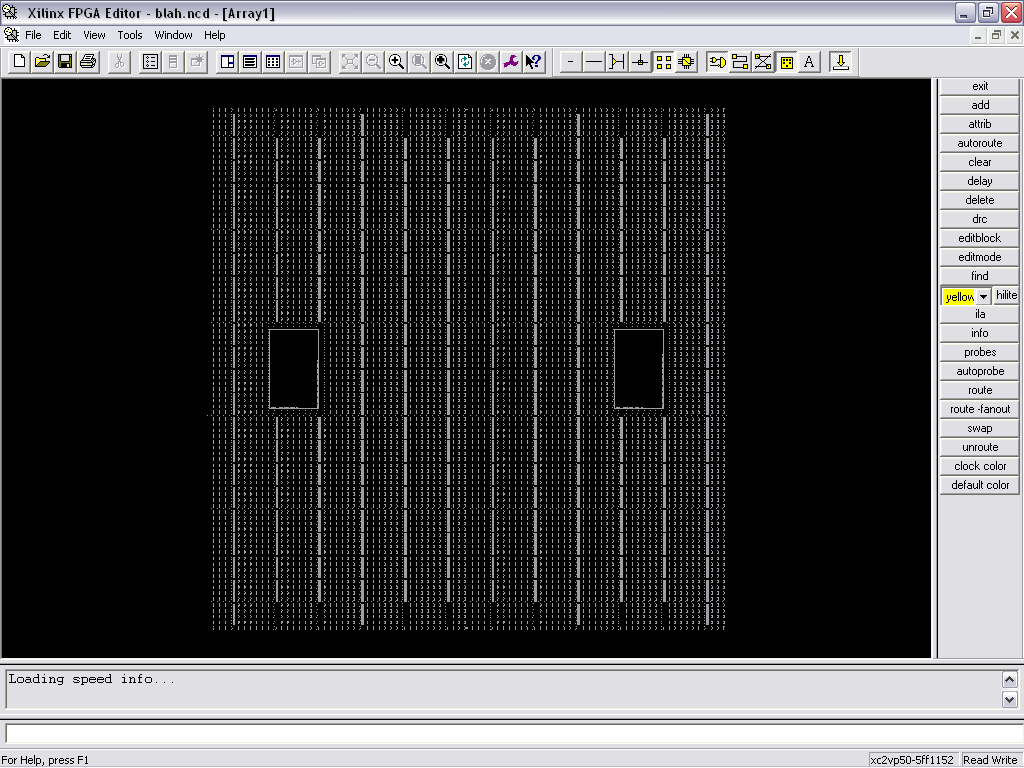 Xilinx FPGA Editor - blah.ncd - [Array1]
File Edit View Tools Window Help
A
exit
add
attrib
autoroute
clear
delay
delete
drc
editblock
editmode
find
yellow hilite
ila
info
probes
autoprobe
route
route -fanout
swap
unroute
clock color
default color
Loading speed info...
For Help, press F1 xc2vp50-5ff1152 Read Write